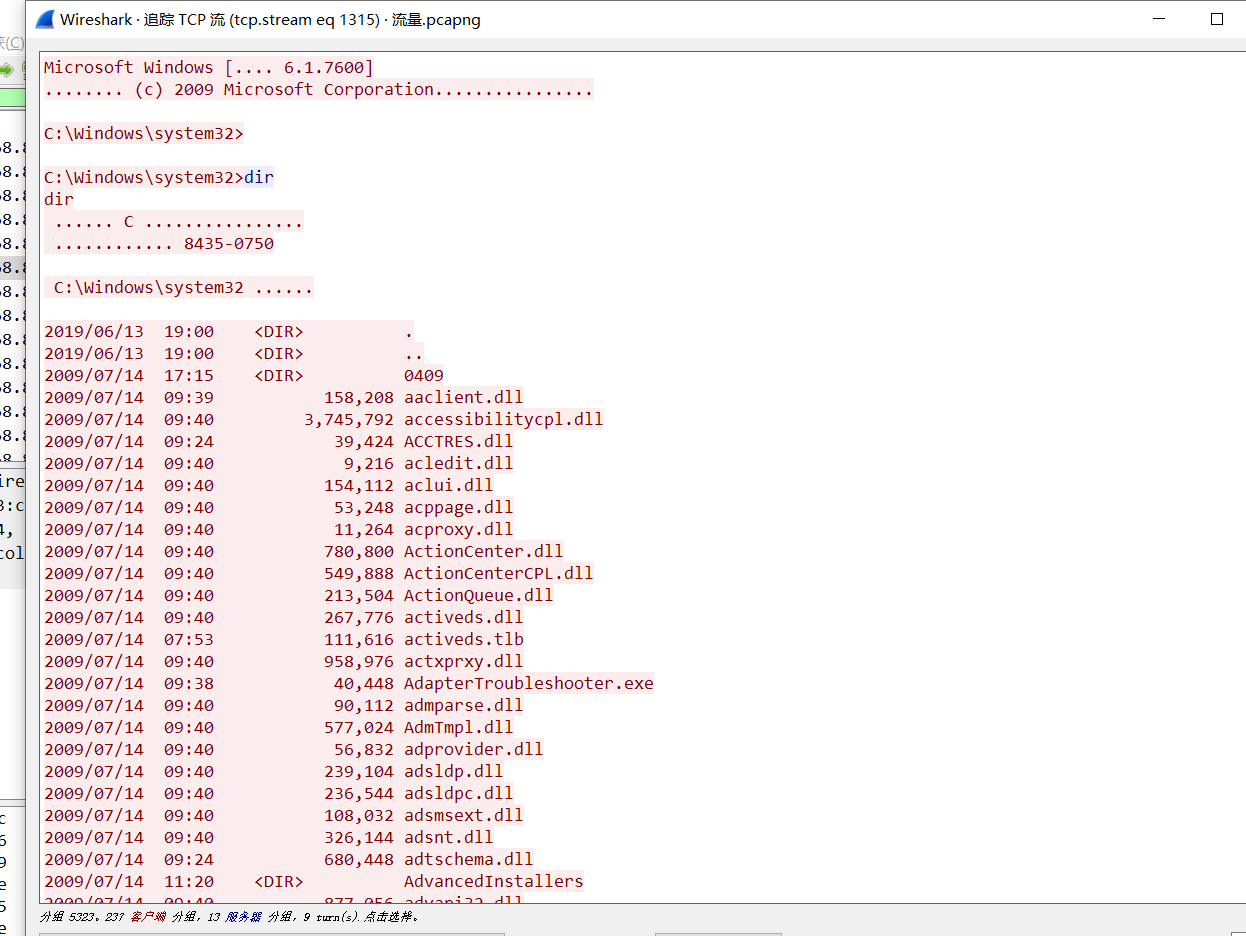 Wireshark · 追踪 TCP 流 (tcp.stream eq 1315) · 流量.pcapng
Microsoft Windows [.... 6.1.7600]
........ (c) 2009 Microsoft Corporation................
C:\Windows\system32>
C:\Windows\system32>dir
dir
...... C ................
............ 8435-0750
C:\Windows\system32 ......
2019/06/13  19:00    <DIR>          .
2019/06/13  19:00    <DIR>          ..
2009/07/14  17:15    <DIR>          0409
2009/07/14  09:39           158,208 aaclient.dll
2009/07/14  09:40         3,745,792 accessibilitycpl.dll
2009/07/14  09:24            39,424 ACCTRES.dll
2009/07/14  09:40             9,216 acledit.dll
2009/07/14  09:40           154,112 aclui.dll
2009/07/14  09:40            53,248 acppage.dll
2009/07/14  09:40            11,264 acproxy.dll
2009/07/14  09:40           780,800 ActionCenter.dll
2009/07/14  09:40           549,888 ActionCenterCPL.dll
2009/07/14  09:40           213,504 ActionQueue.dll
2009/07/14  09:40           267,776 activeds.dll
2009/07/14  07:53           111,616 activeds.tlb
2009/07/14  09:40           958,976 actxprxy.dll
2009/07/14  09:38            40,448 AdapterTroubleshooter.exe
2009/07/14  09:40            90,112 admparse.dll
2009/07/14  09:40           577,024 AdmTmpl.dll
2009/07/14  09:40            56,832 adprovider.dll
2009/07/14  09:40           239,104 adsldp.dll
2009/07/14  09:40           236,544 adsldpc.dll
2009/07/14  09:40           108,032 adsmsext.dll
2009/07/14  09:40           326,144 adsnt.dll
2009/07/14  09:24           680,448 adtschema.dll
2009/07/14  11:20    <DIR>          AdvancedInstallers
2009/07/14  09:40           877,056 advapi32.dll
分组 5323。237 客户端 分组，13 服务器 分组，9 turn(s). 点击选择。